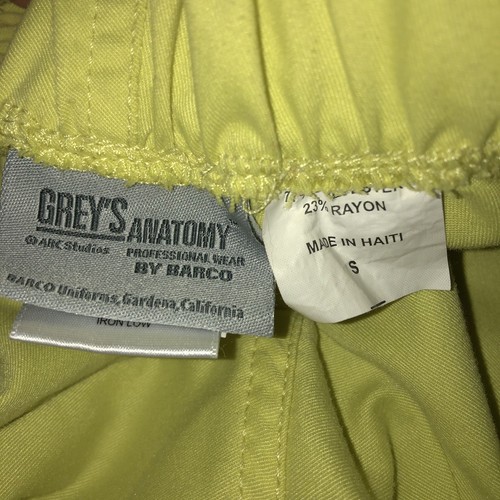 GREY'S ANATOMY
© ABC Studios PROFESSIONAL WEAR
BY BARCO
BARCO Uniforms, Gardena, California
IRON LOW
23% RAYON
MADE IN HAITI
S